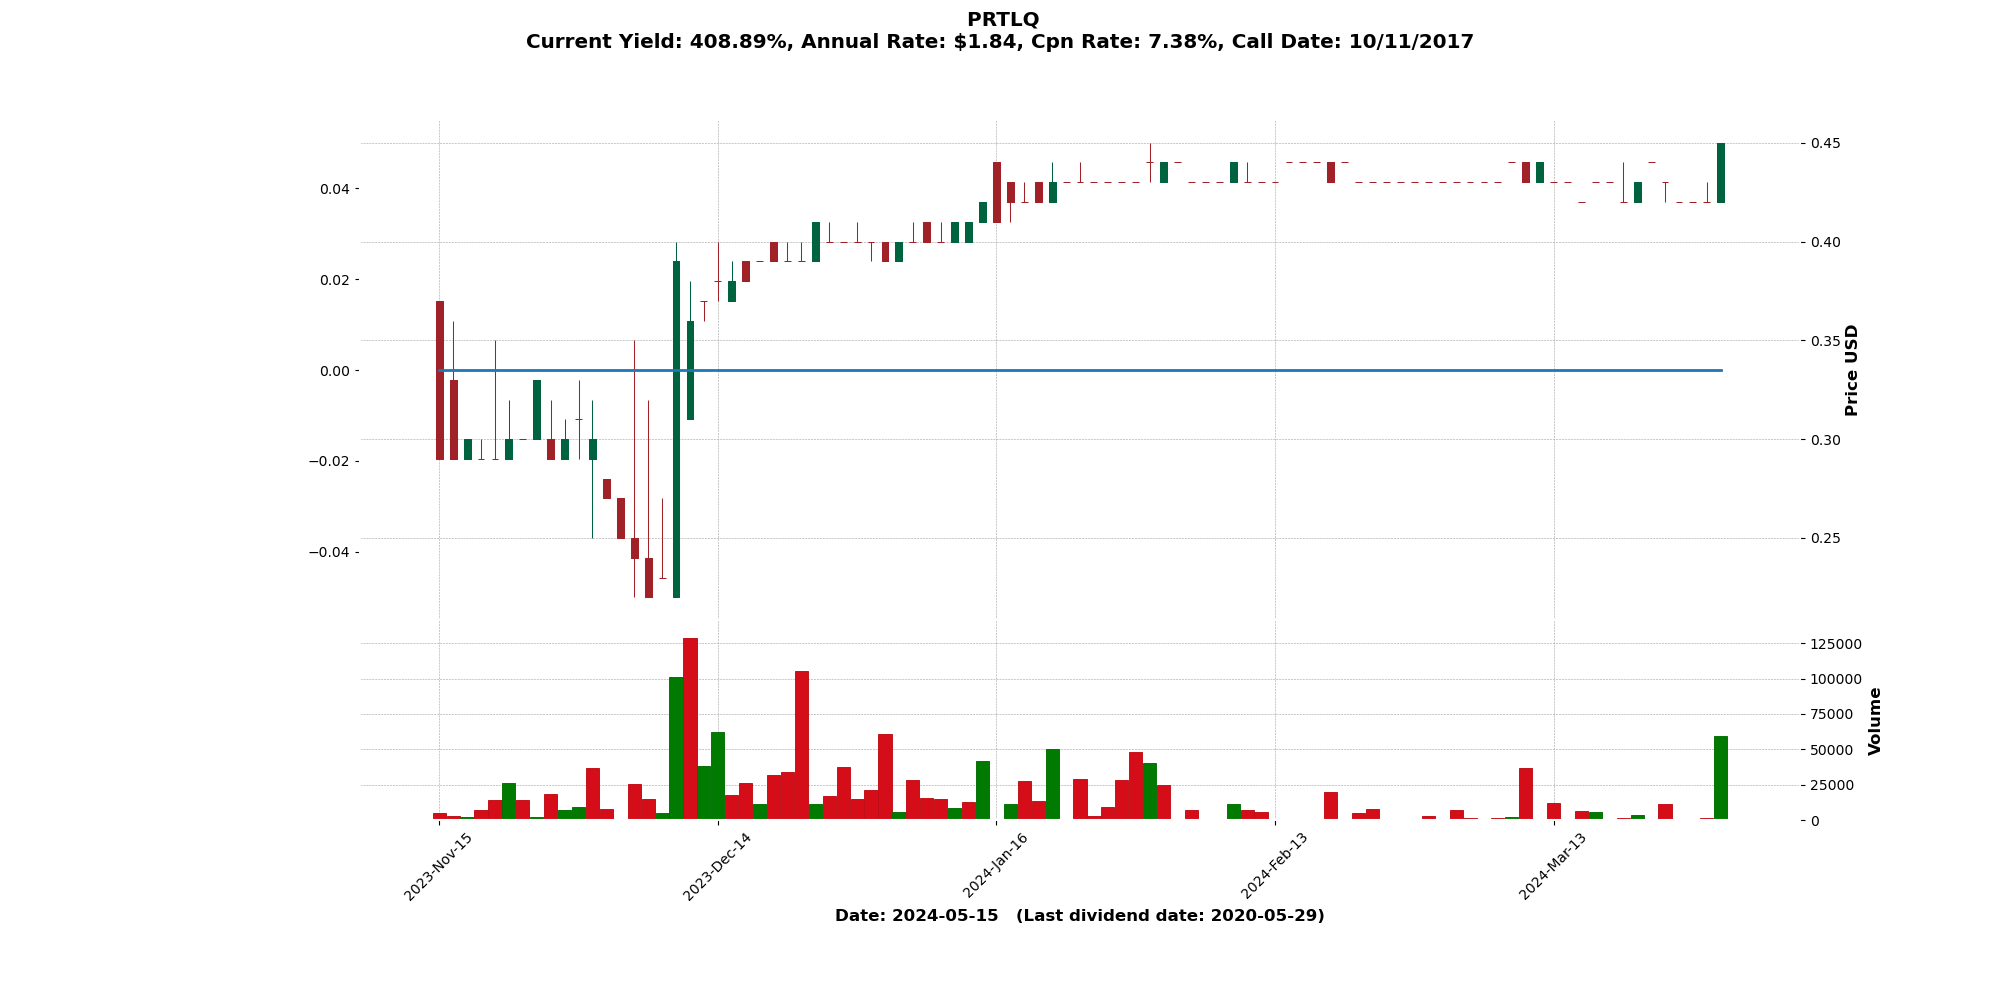 PRTLQ
Current Yield: 408.89%, Annual Rate: $1.84, Cpn Rate: 7.38%, Call Date: 10/11/2017
0.04
0.02
0.00
−0.02
−0.04
0.45
0.40
0.35
0.30
0.25
Price USD
125000
100000
75000
50000
25000
0
Volume
2023-Nov-15
2023-Dec-14
2024-Jan-16
2024-Feb-13
2024-Mar-13
Date: 2024-05-15   (Last dividend date: 2020-05-29)